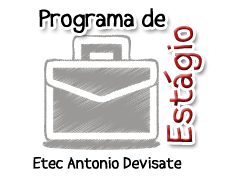 Programa de
Estágio
Etec Antonio Devisate